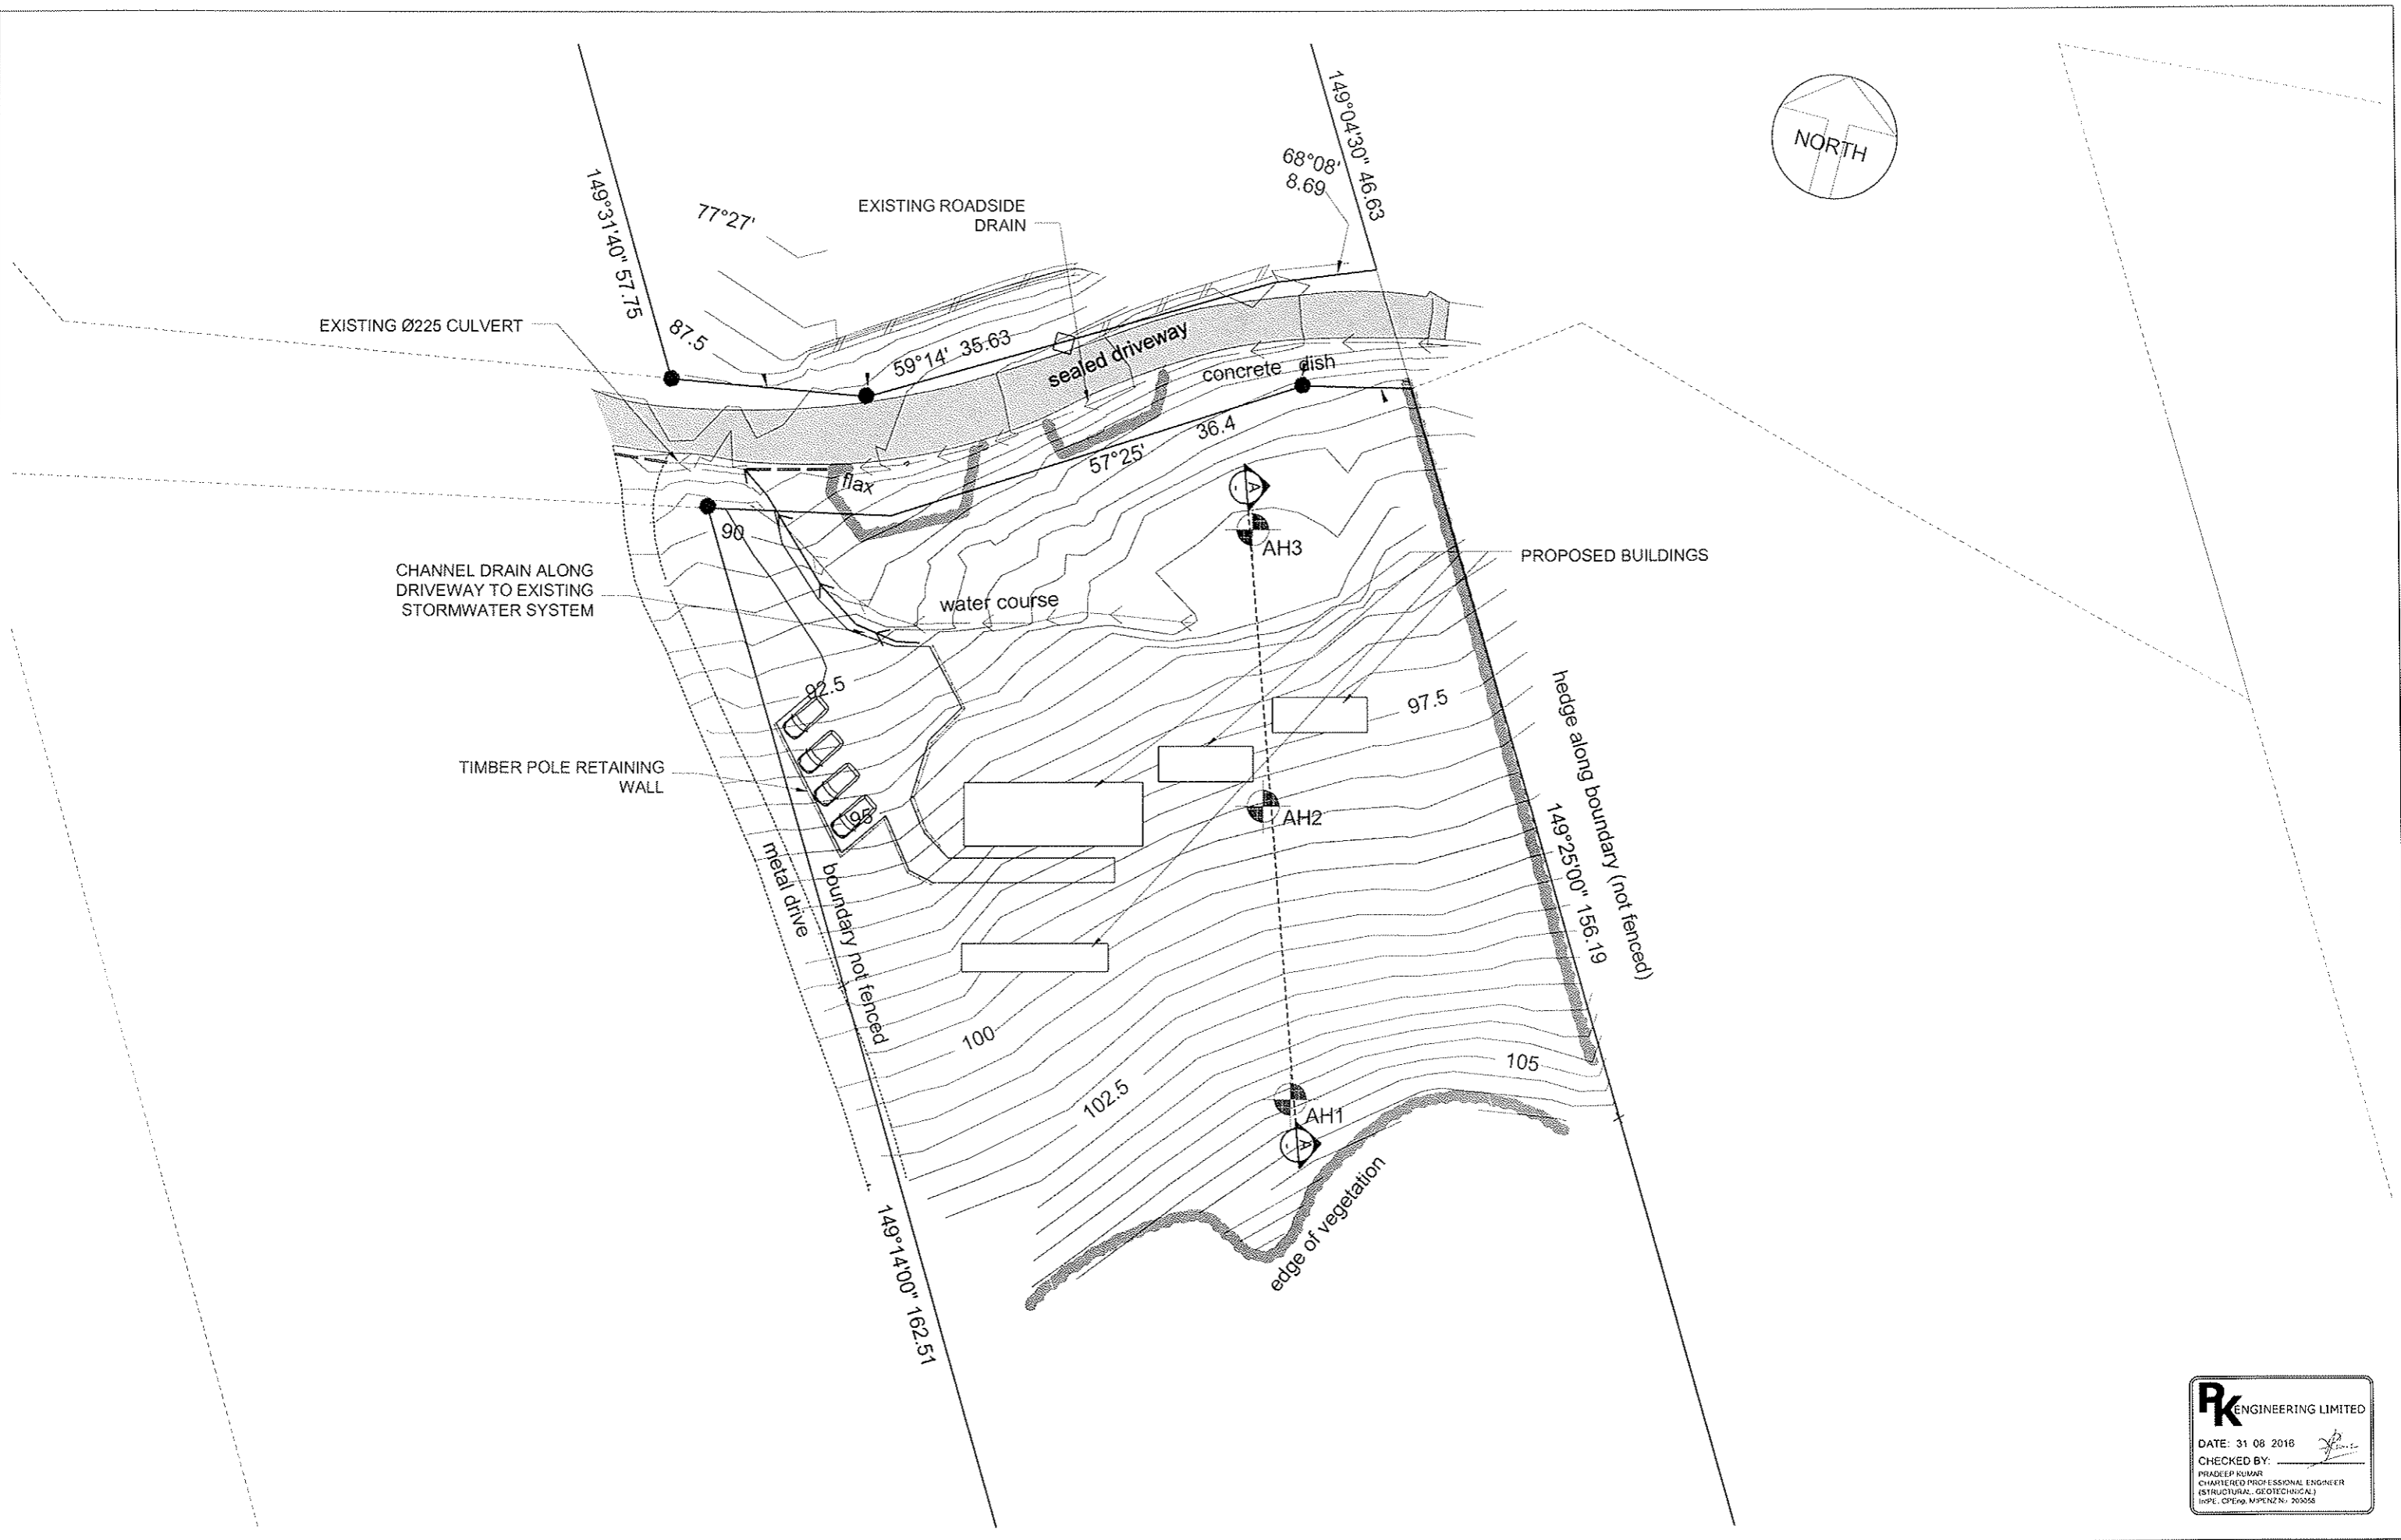 149°31'40" 57.75
149°04'30" 46.63
NORTH
68°08'
8.69
77°27'
EXISTING ROADSIDE
DRAIN
EXISTING Ø225 CULVERT
87.5
59°14' 35.63
sealed driveway
concrete dish
36.4
57°25'
flax
A
90
AH3
PROPOSED BUILDINGS
CHANNEL DRAIN ALONG
DRIVEWAY TO EXISTING
STORMWATER SYSTEM
water course
92.5
97.5
hedge along boundary (not fenced)
TIMBER POLE RETAINING
WALL
95
AH2
149°25'00" 156.19
metal drive
boundary not fenced
100
102.5
105
AH1
A
edge of vegetation
149°14'00" 162.51
PK ENGINEERING LIMITED
DATE: 31 08 2016
CHECKED BY:
PRADEEP KUMAR
CHARTERED PROFESSIONAL ENGINEER
(STRUCTURAL, GEOTECHNICAL)